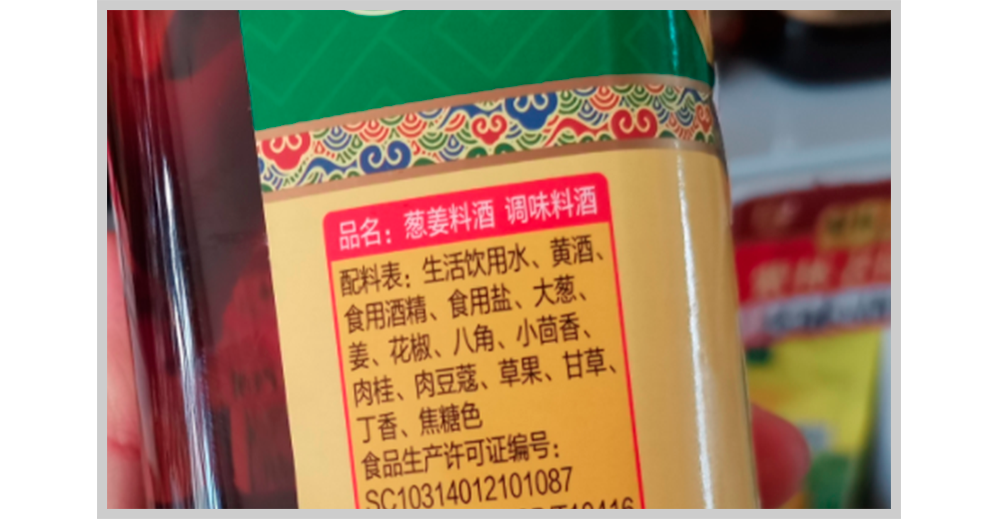 品名：葱姜料酒 调味料酒
配料表：生活饮用水、黄酒、
食用酒精、食用盐、大葱、
姜、花椒、八角、小茴香、
肉桂、肉豆蔻、草果、甘草、
丁香、焦糖色
食品生产许可证编号：
SC10314012101087